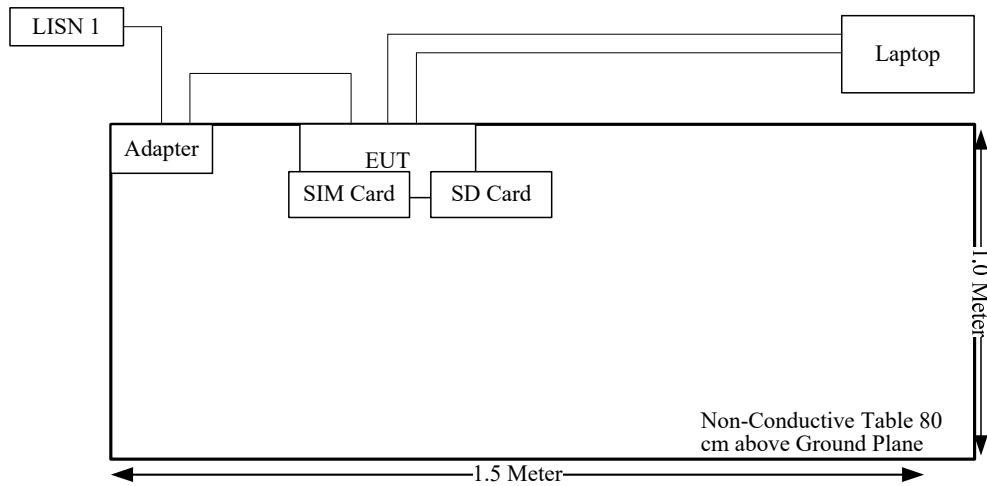 LISN 1
Laptop
Adapter
EUT
SIM Card
SD Card
1.0 Meter
Non-Conductive Table 80
cm above Ground Plane
1.5 Meter